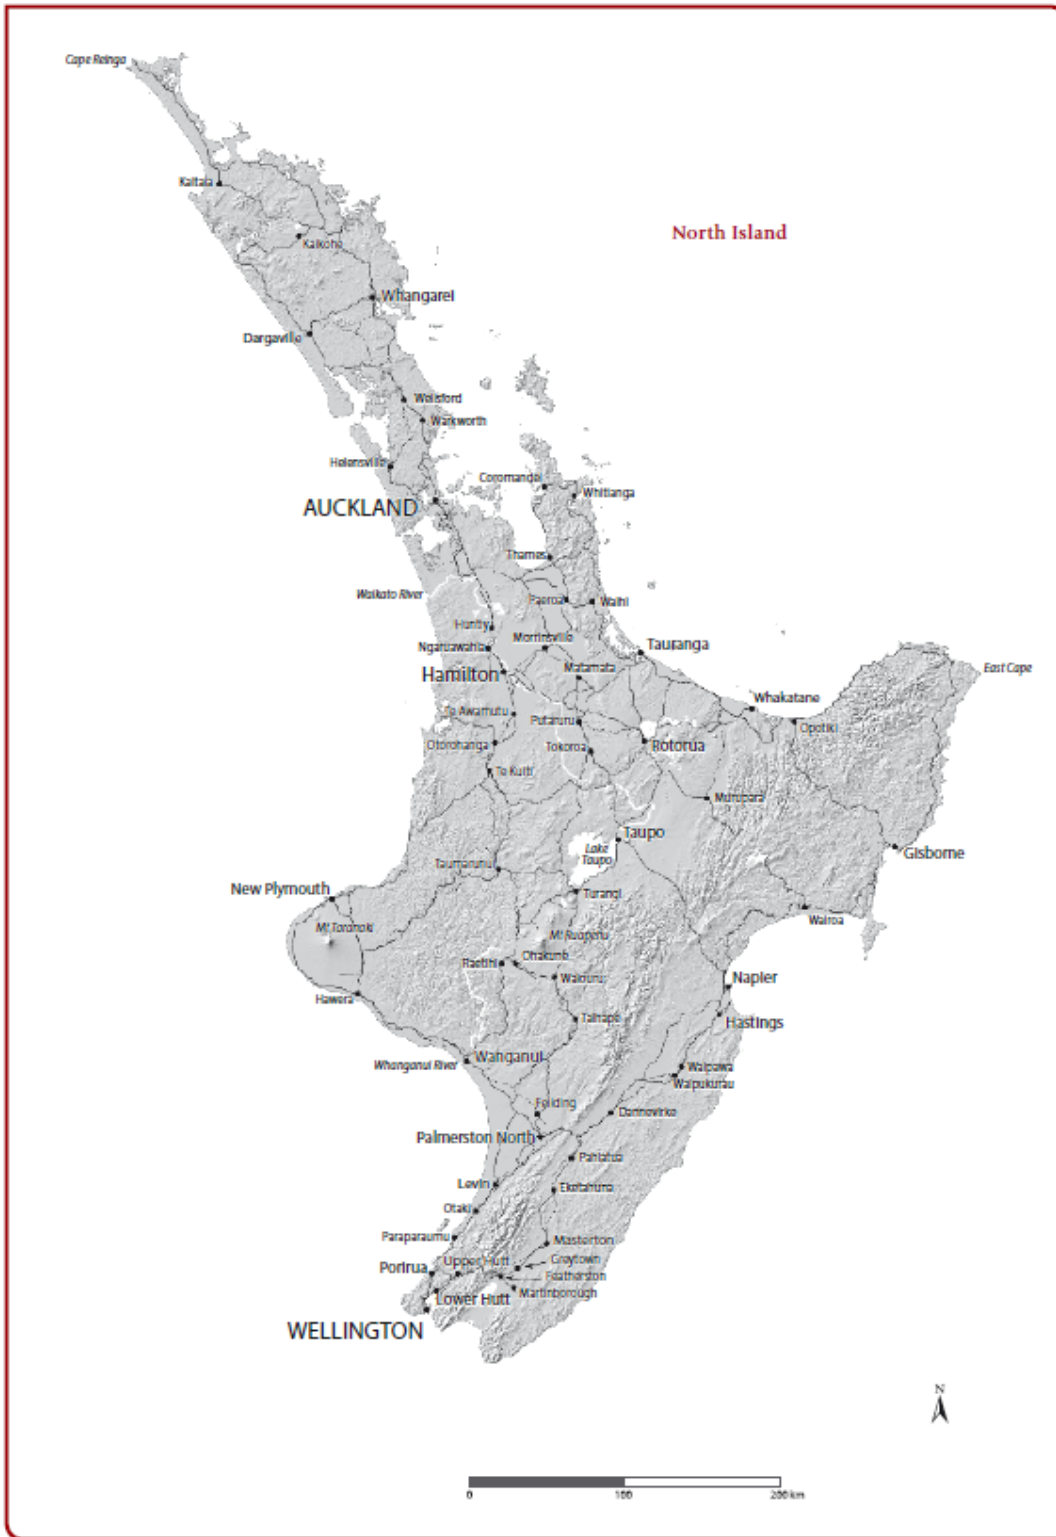 Cape Reinga
Kaitaia
North Island
Kaikohe
Whangarei
Dargaville
Wellsford
Warkworth
Helensville
Coromandel
Whitianga
AUCKLAND
Thames
Waikato River
Paeroa
Waihi
Huntly
Morrinsville
Ngaruawahia
Tauranga
Hamilton
Matamata
East Cape
Whakatane
Te Awamutu
Putaruru
Opotiki
Otorohanga
Tokoroa
Rotorua
Te Kuiti
Murupara
Taupo
Lake
Taupo
Gisborne
Taumarunui
New Plymouth
Turangi
Wairoa
Mt Taranaki
Mt Ruapehu
Ohakune
Raetihi
Waiouru
Napier
Hawera
Taihape
Hastings
Wanganui
Whanganui River
Waipawa
Waipukurau
Feilding
Dannevirke
Palmerston North
Pahiatua
Levin
Eketahuna
Otaki
Paraparaumu
Masterton
Upper Hutt
Greytown
Porirua
Featherston
Martinborough
Lower Hutt
WELLINGTON
N
0 100 200 km